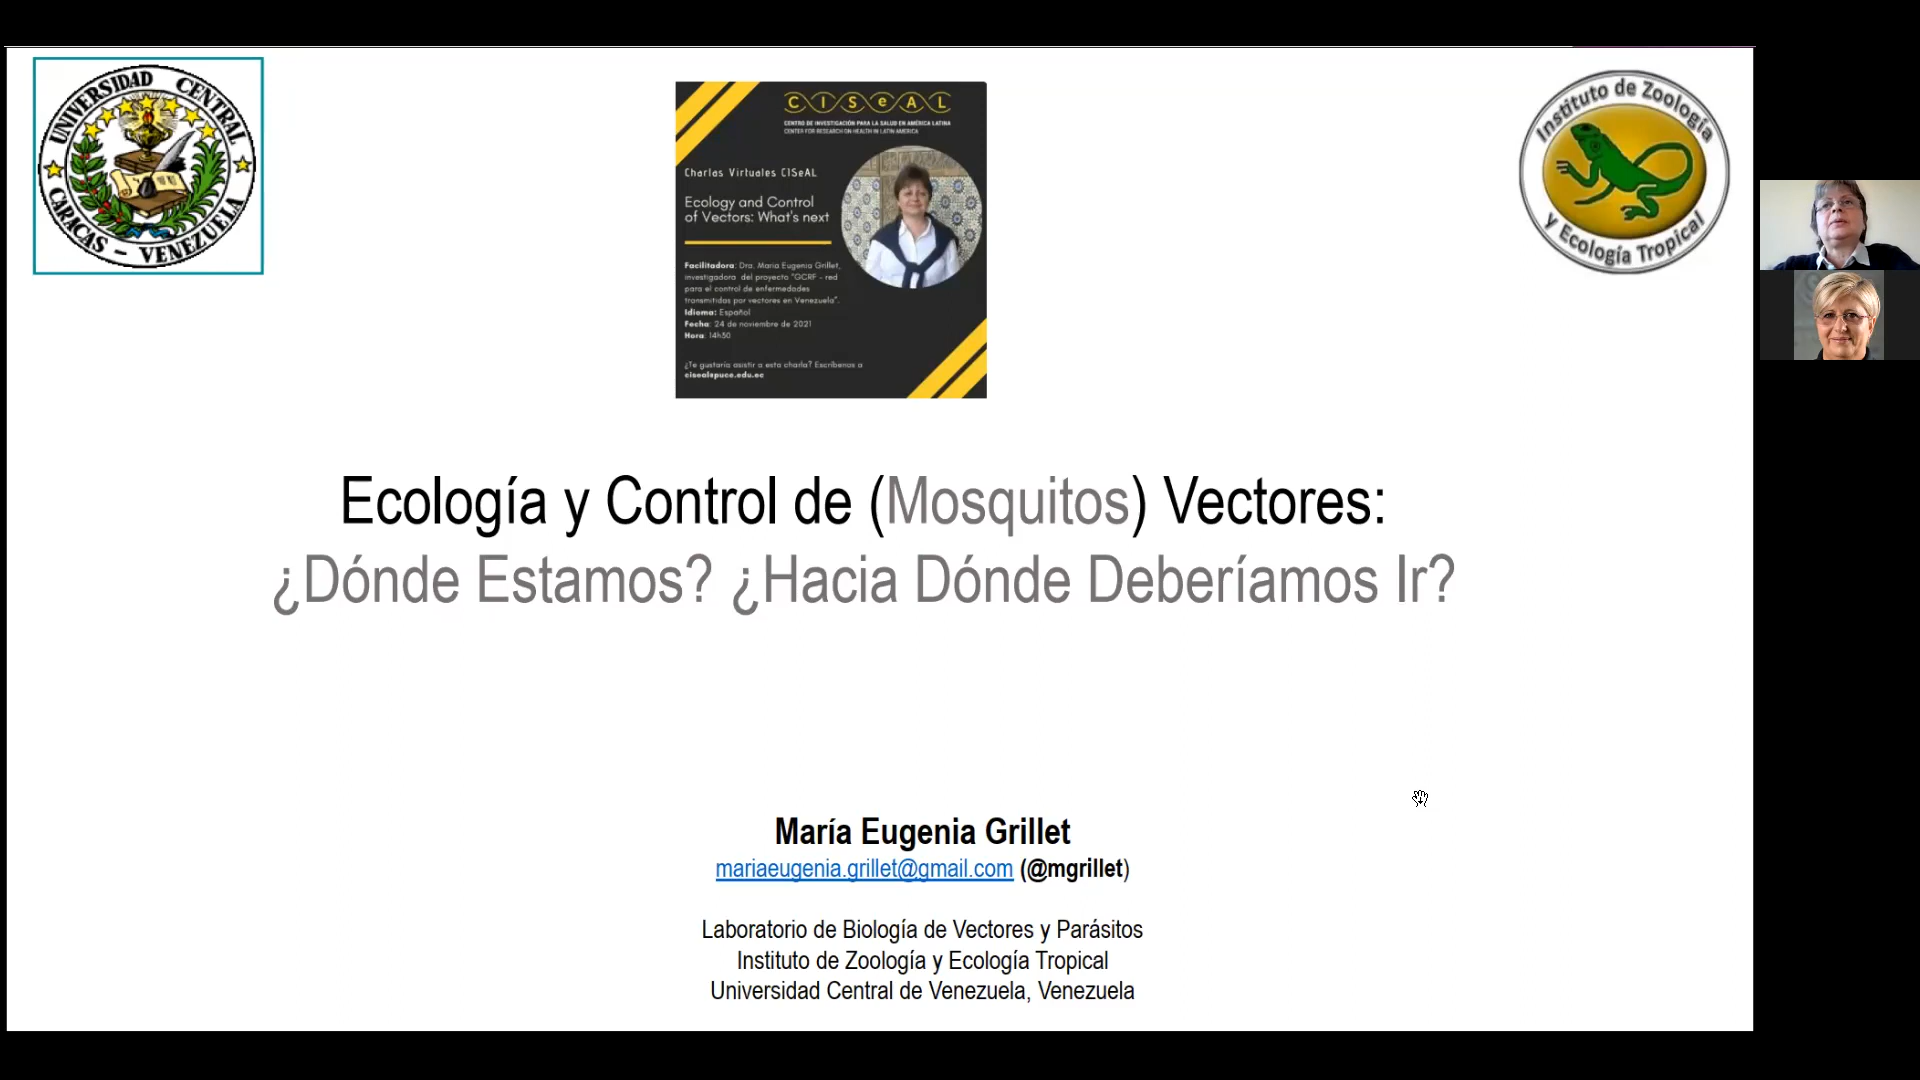 UNIVERSIDAD CENTRAL
CARACAS – VENEZUELA
CISeAL
CENTRO DE INVESTIGACIÓN PARA LA SALUD EN AMÉRICA LATINA
CENTER FOR RESEARCH ON HEALTH IN LATIN AMERICA
Charlas Virtuales CISeAL
Ecology and Control
of Vectors: What's next
Facilitadora: Dra. Maria Eugenia Grillet,
investigadora del proyecto "GCRF - red
para el control de enfermedades
transmitidas por vectores en Venezuela".
Idioma: Español
Fecha: 24 de noviembre de 2021
Hora: 14h30
¿Te gustaría asistir a esta charla? Escríbenos a
ciseal@puce.edu.ec
Instituto de Zoología
y Ecología Tropical
Ecología y Control de (Mosquitos) Vectores:
¿Dónde Estamos? ¿Hacia Dónde Deberíamos Ir?
María Eugenia Grillet
mariaeugenia.grillet@gmail.com (@mgrillet)
Laboratorio de Biología de Vectores y Parásitos
Instituto de Zoología y Ecología Tropical
Universidad Central de Venezuela, Venezuela